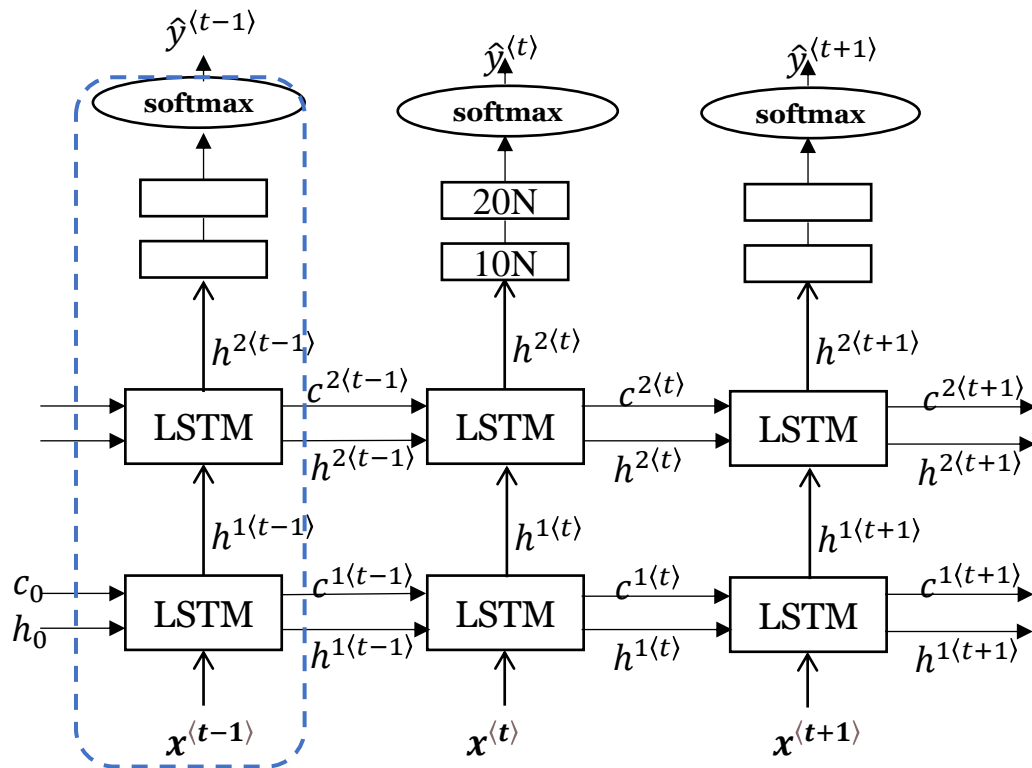 ŷ⟨t−1⟩ ŷ⟨t⟩ ŷ⟨t+1⟩
softmax softmax softmax
20N
10N
h²⟨t−1⟩ h²⟨t⟩ h²⟨t+1⟩
c²⟨t−1⟩ c²⟨t⟩ c²⟨t+1⟩
LSTM LSTM LSTM
h²⟨t−1⟩ h²⟨t⟩ h²⟨t+1⟩
h¹⟨t−1⟩ h¹⟨t⟩ h¹⟨t+1⟩
c₀ c¹⟨t−1⟩ c¹⟨t⟩ c¹⟨t+1⟩
LSTM LSTM LSTM
h₀ h¹⟨t−1⟩ h¹⟨t⟩ h¹⟨t+1⟩
x⟨t−1⟩ x⟨t⟩ x⟨t+1⟩